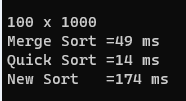 100 x 1000
Merge Sort =49 ms
Quick Sort =14 ms
New Sort   =174 ms